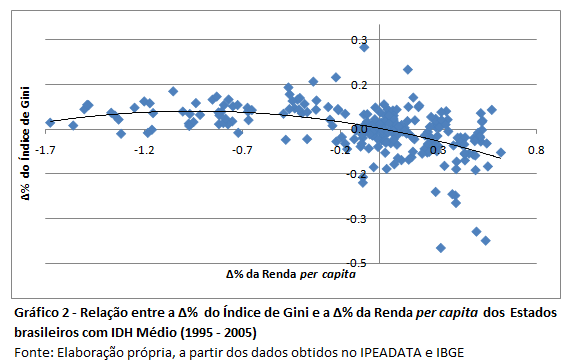 0.3
0.2
0.0
-1.7
-1.2
-0.7
-0.2
0.3
0.8
-0.2
-0.3
-0.5
Δ% do Índice de Gini
Δ% da Renda per capita
Gráfico 2 - Relação entre a Δ% do Índice de Gini e a Δ% da Renda per capita dos Estados
brasileiros com IDH Médio (1995 - 2005)
Fonte: Elaboração própria, a partir dos dados obtidos no IPEADATA e IBGE